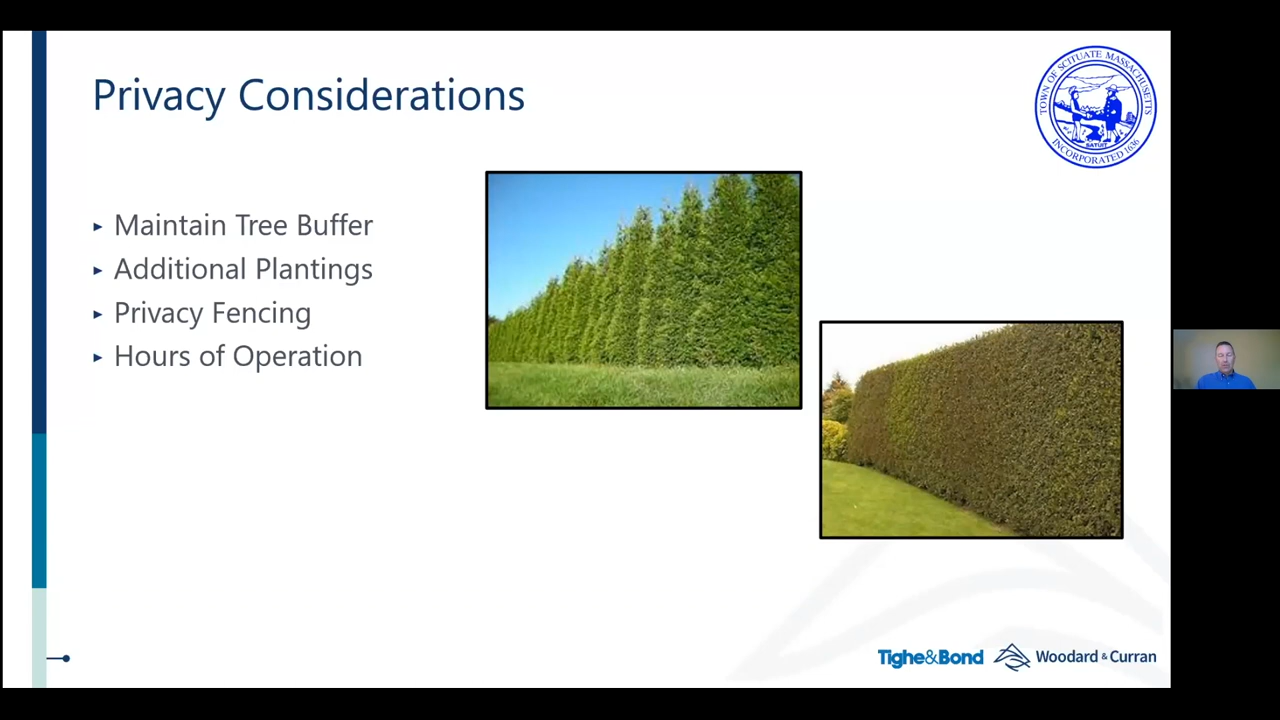 Privacy Considerations
TOWN OF SCITUATE MASSACHUSETTS
SATUIT
INCORPORATED 1636
▸ Maintain Tree Buffer
▸ Additional Plantings
▸ Privacy Fencing
▸ Hours of Operation
Tighe&Bond Woodard & Curran